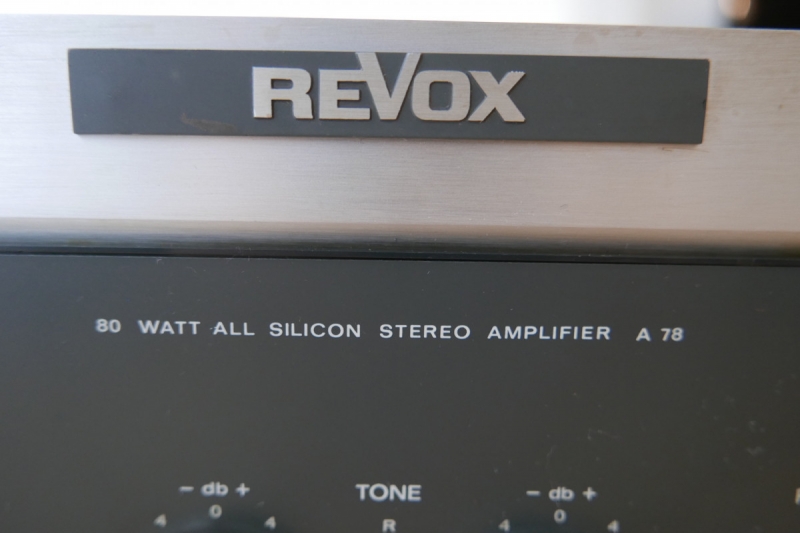 REVOX
80 WATT ALL SILICON STEREO AMPLIFIER A 78
− db + TONE − db +
4 0 4 R 4 0 4